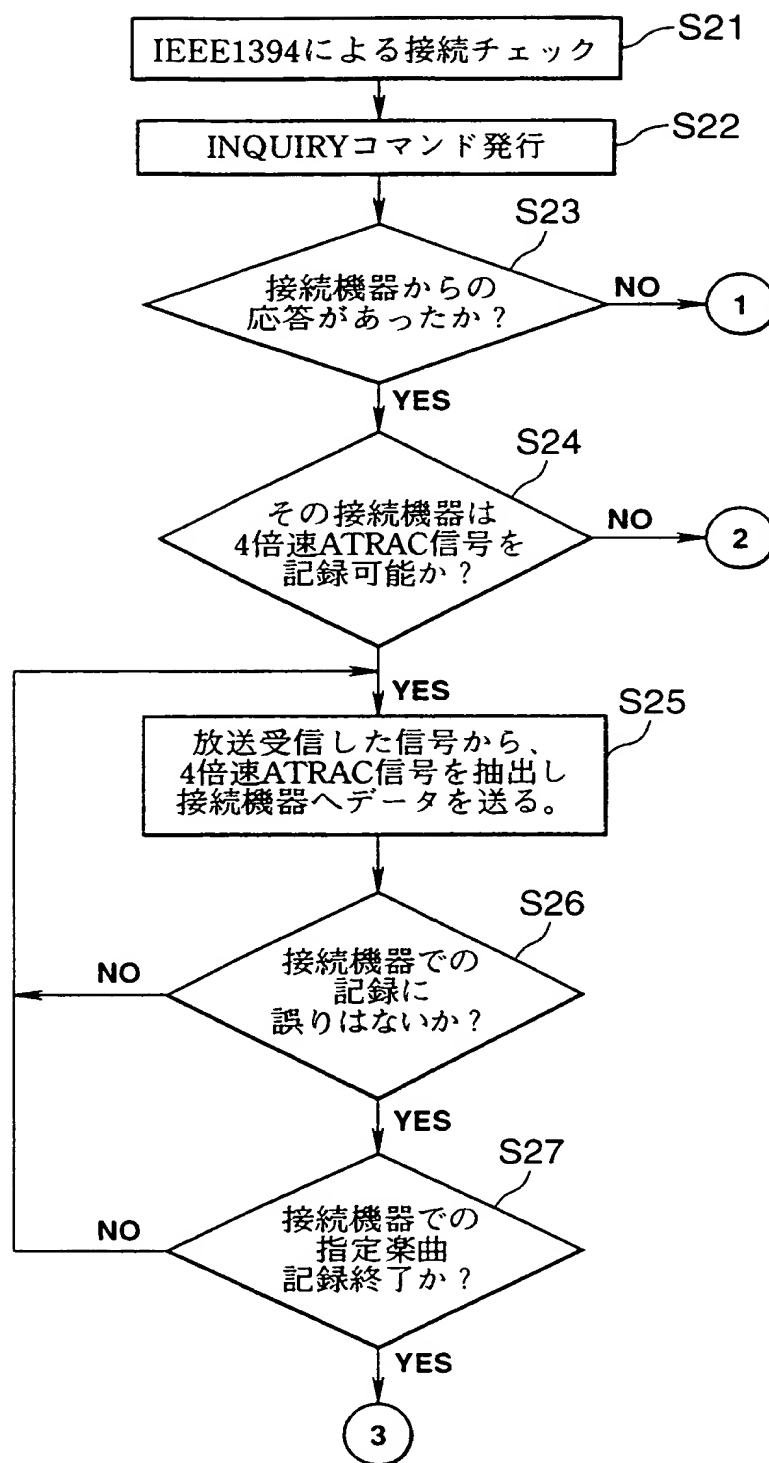 IEEE1394による接続チェック
S21
INQUIRYコマンド発行
S22
S23
接続機器からの
応答があったか？
NO
1
YES
S24
その接続機器は
4倍速ATRAC信号を
記録可能か？
NO
2
YES
S25
放送受信した信号から、
4倍速ATRAC信号を抽出し
接続機器へデータを送る。
S26
接続機器での
記録に
誤りはないか？
NO
YES
S27
接続機器での
指定楽曲
記録終了か？
NO
YES
3